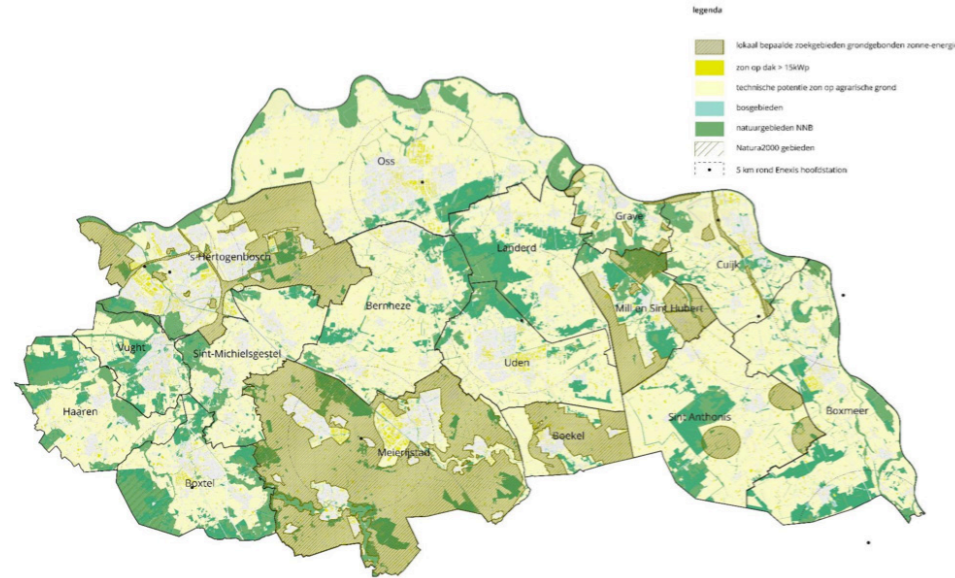 legenda
lokaal bepaalde zoekgebieden grondgebonden zonne-energie
zon op dak > 15kWp
technische potentie zon op agrarische grond
bosgebieden
natuurgebieden NNB
Natura2000 gebieden
5 km rond Enexis hoofdstation
Oss
Grave
Landerd
's Hertogenbosch
Cuijk
Bernheze
Mill en Sint Hubert
Vught
Sint-Michielsgestel
Uden
Haaren
Sint Anthonis
Boxmeer
Boekel
Meierijstad
Boxtel